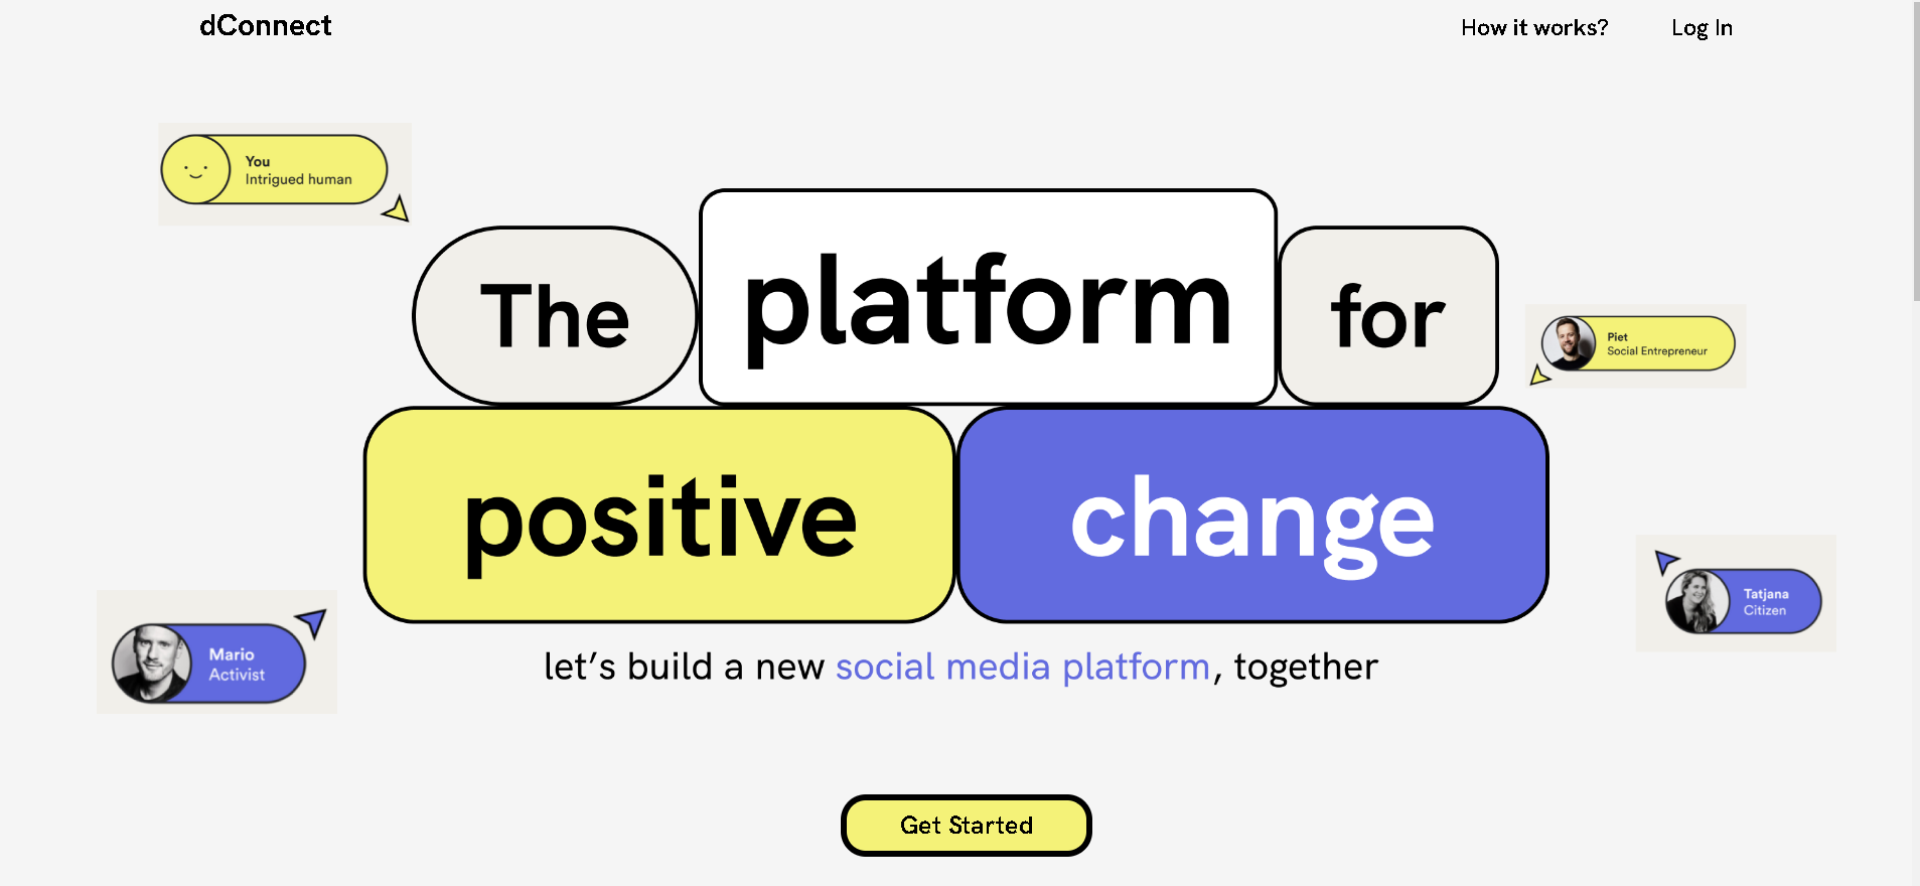 dConnect
How it works?
Log In
You
Intrigued human
The platform for
Piet
Social Entrepreneur
positive change
Tatjana
Citizen
Mario
Activist
let’s build a new social media platform, together
Get Started